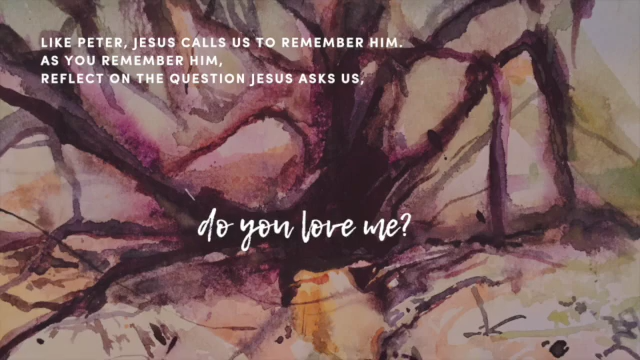 LIKE PETER, JESUS CALLS US TO REMEMBER HIM.
AS YOU REMEMBER HIM,
REFLECT ON THE QUESTION JESUS ASKS US,
do you love me?